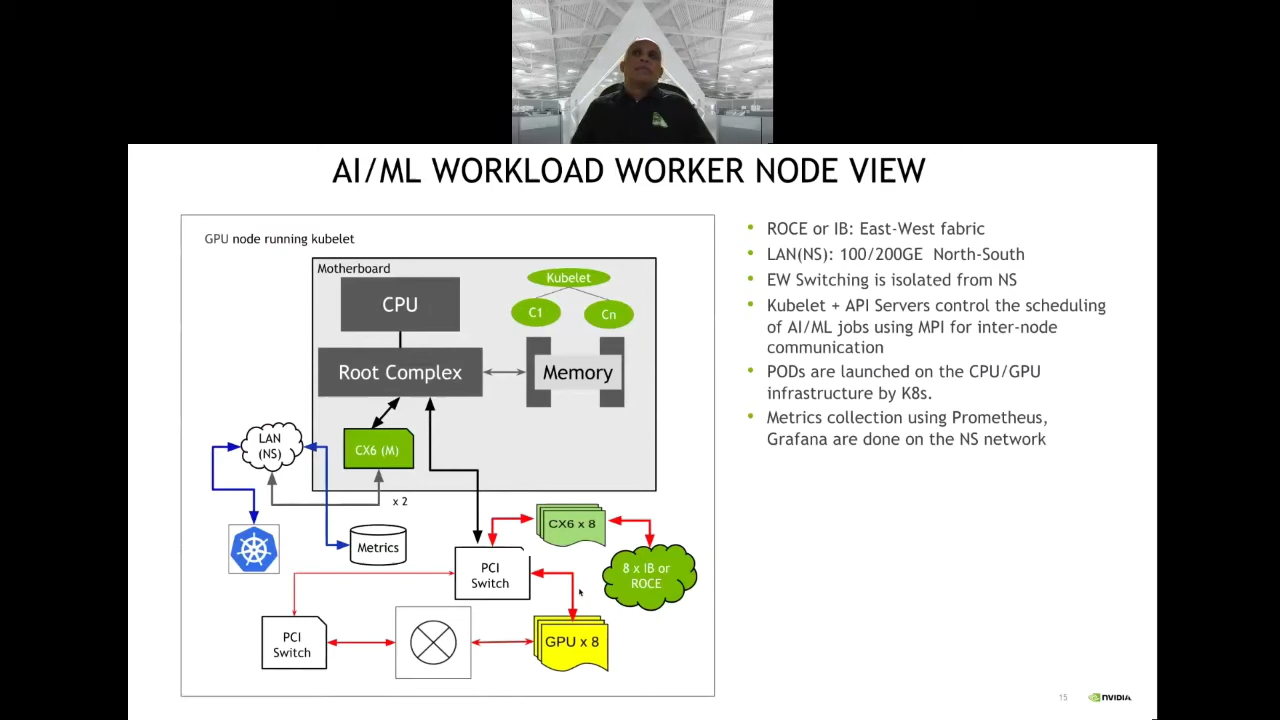 AI/ML WORKLOAD WORKER NODE VIEW
GPU node running kubelet
Motherboard
CPU
Kubelet
C1
Cn
Root Complex
Memory
LAN
(NS)
CX6 (M)
x 2
Metrics
CX6 x 8
PCI
Switch
8 x IB or
ROCE
PCI
Switch
GPU x 8
• ROCE or IB: East-West fabric
• LAN(NS): 100/200GE North-South
• EW Switching is isolated from NS
• Kubelet + API Servers control the scheduling
of AI/ML jobs using MPI for inter-node
communication
• PODs are launched on the CPU/GPU
infrastructure by K8s.
• Metrics collection using Prometheus,
Grafana are done on the NS network
15
NVIDIA